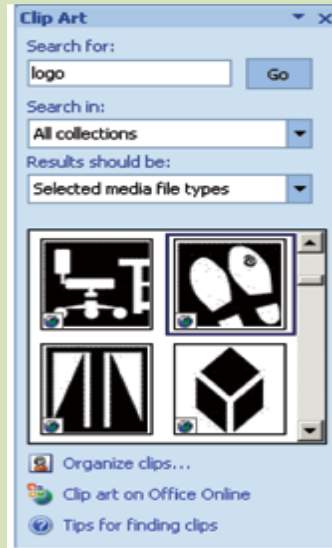 Clip Art
Search for:
logo Go
Search in:
All collections
Results should be:
Selected media file types
Organize clips...
Clip art on Office Online
Tips for finding clips